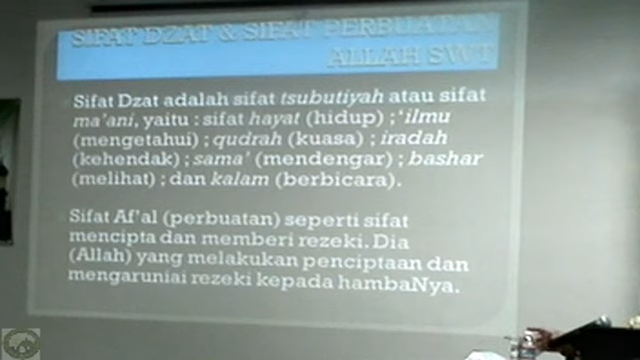 SIFAT DZAT & SIFAT PERBUATAN
ALLAH SWT
Sifat Dzat adalah sifat tsubutiyah atau sifat
ma'ani, yaitu : sifat hayat (hidup) ; 'ilmu
(mengetahui) ; qudrah (kuasa) ; iradah
(kehendak) ; sama' (mendengar) ; bashar
(melihat) ; dan kalam (berbicara).
Sifat Af'al (perbuatan) seperti sifat
mencipta dan memberi rezeki. Dia
(Allah) yang melakukan penciptaan dan
mengaruniai rezeki kepada hambaNya.